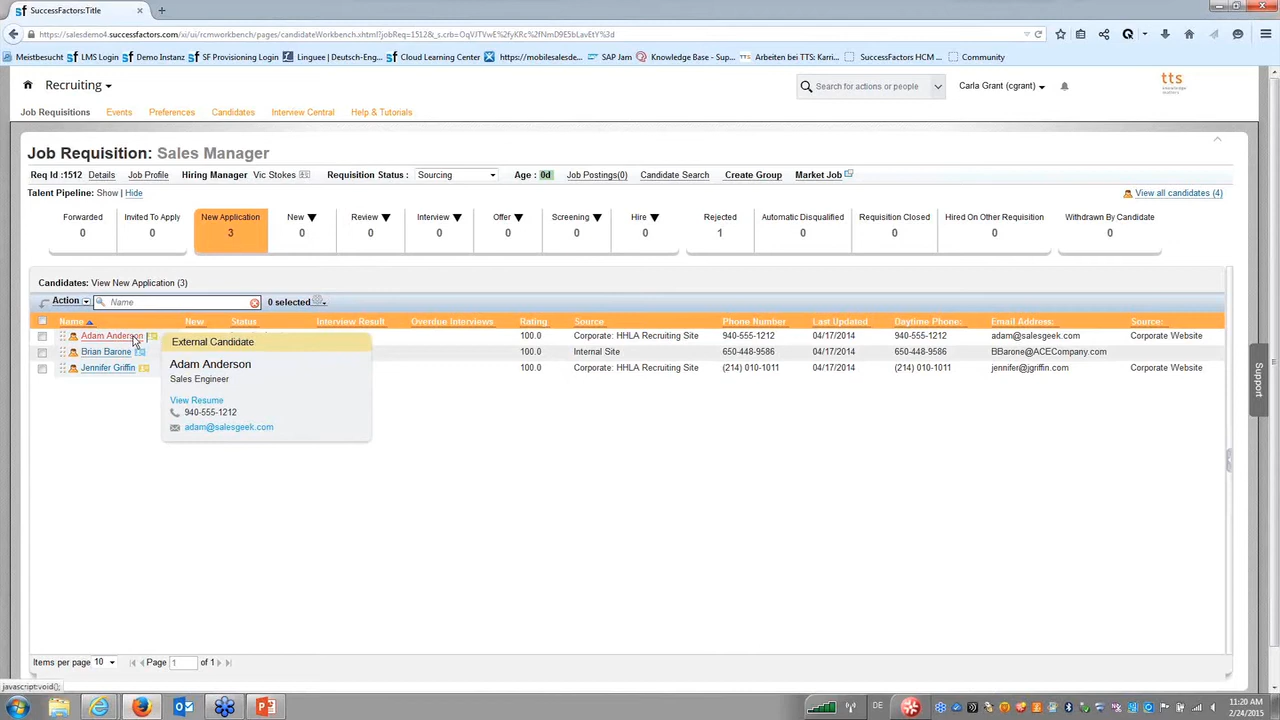 SuccessFactors:Title
https://salesdemo4.successfactors.com/xi/ui/rcmworkbench/pages/candidateWorkbench.xhtml?jobReq=1512&_s.crb=OqVJTVwE%2fyKRc%2fNmD9EbLavEtY%3d
Meistbesucht LMS Login Demo Instanz SF Provisioning Login Linguee | Deutsch-Eng... Cloud Learning Center https://mobilesalesde... SAP Jam Knowledge Base - Sup... Arbeiten bei TTS: Karri... SuccessFactors HCM ... Community
Recruiting
Search for actions or people
Carla Grant (cgrant)
tts
Job Requisitions Events Preferences Candidates Interview Central Help & Tutorials
Job Requisition: Sales Manager
Req Id :1512 Details Job Profile Hiring Manager Vic Stokes Requisition Status : Sourcing Age : 0d Job Postings(0) Candidate Search Create Group Market Job
Talent Pipeline: Show | Hide
View all candidates (4)
Forwarded Invited To Apply New Application New Review Interview Offer Screening Hire Rejected Automatic Disqualified Requisition Closed Hired On Other Requisition Withdrawn By Candidate
0 0 3 0 0 0 0 0 0 1 0 0 0 0
Candidates: View New Application (3)
Action Name 0 selected
Name New Status Interview Result Overdue Interviews Rating Source Phone Number Last Updated Daytime Phone: Email Address: Source:
Adam Anderson 100.0 Corporate: HHLA Recruiting Site 940-555-1212 04/17/2014 940-555-1212 adam@salesgeek.com Corporate Website
Brian Barone 100.0 Internal Site 650-448-9586 04/17/2014 650-448-9586 BBarone@ACECompany.com
Jennifer Griffin 100.0 Corporate: HHLA Recruiting Site (214) 010-1011 04/17/2014 (214) 010-1011 jennifer@jgriffin.com Corporate Website
External Candidate
Adam Anderson
Sales Engineer
View Resume
940-555-1212
adam@salesgeek.com
Support
Items per page 10 Page 1 of 1
javascript:void();
DE
11:20 AM
2/24/2015